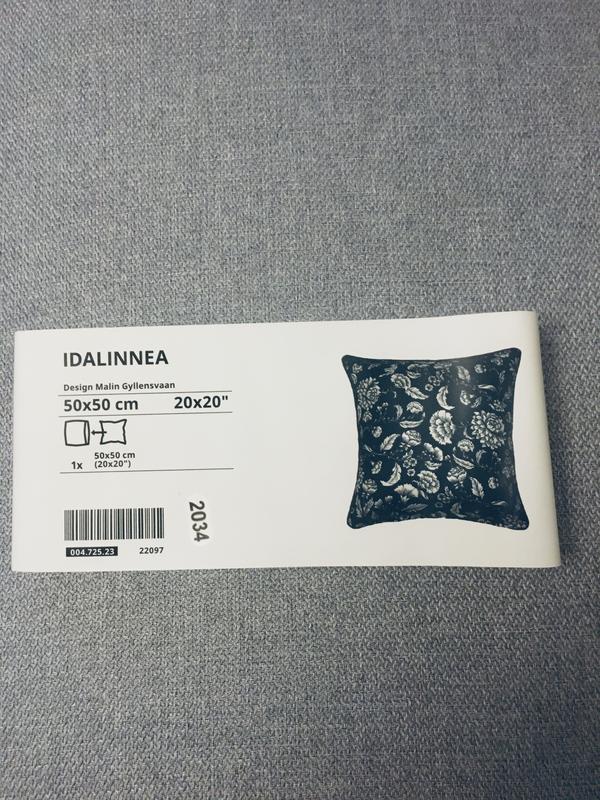 IDALINNEA
Design Malin Gyllensvaan
50x50 cm 20x20"
50x50 cm
1x (20x20")
2034
004.725.23 22097